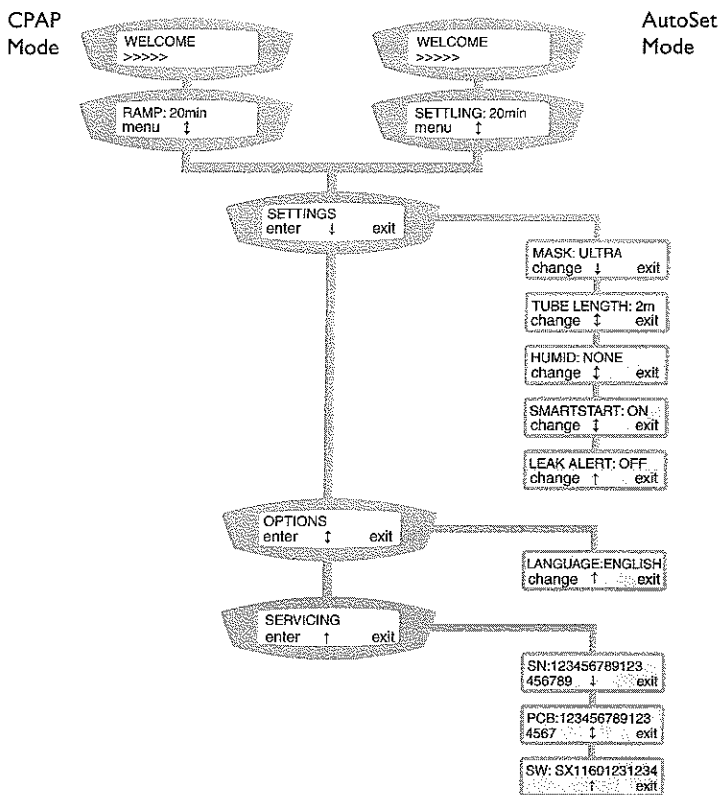 CPAP
Mode
WELCOME
>>>>>
WELCOME
>>>>>
AutoSet
Mode
RAMP: 20min
menu ↕
SETTLING: 20min
menu ↕
SETTINGS
enter ↓ exit
MASK: ULTRA
change ↓ exit
TUBE LENGTH: 2m
change ↕ exit
HUMID: NONE
change ↕ exit
SMARTSTART: ON
change ↕ exit
LEAK ALERT: OFF
change ↑ exit
OPTIONS
enter ↕ exit
LANGUAGE:ENGLISH
change ↑ exit
SERVICING
enter ↑ exit
SN:123456789123
456789 ↓ exit
PCB:123456789123
4567 ↕ exit
SW: SX11601231234
↑ exit